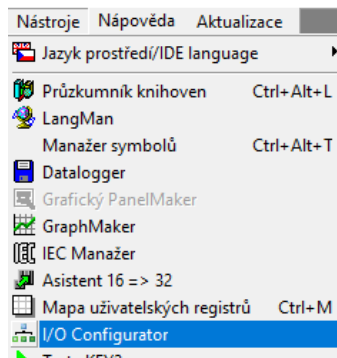 Nástroje Nápověda Aktualizace
Jazyk prostředí/IDE language
Průzkumník knihoven Ctrl+Alt+L
LangMan
Manažer symbolů Ctrl+Alt+T
Datalogger
Grafický PanelMaker
GraphMaker
IEC Manažer
Asistent 16 => 32
Mapa uživatelských registrů Ctrl+M
I/O Configurator